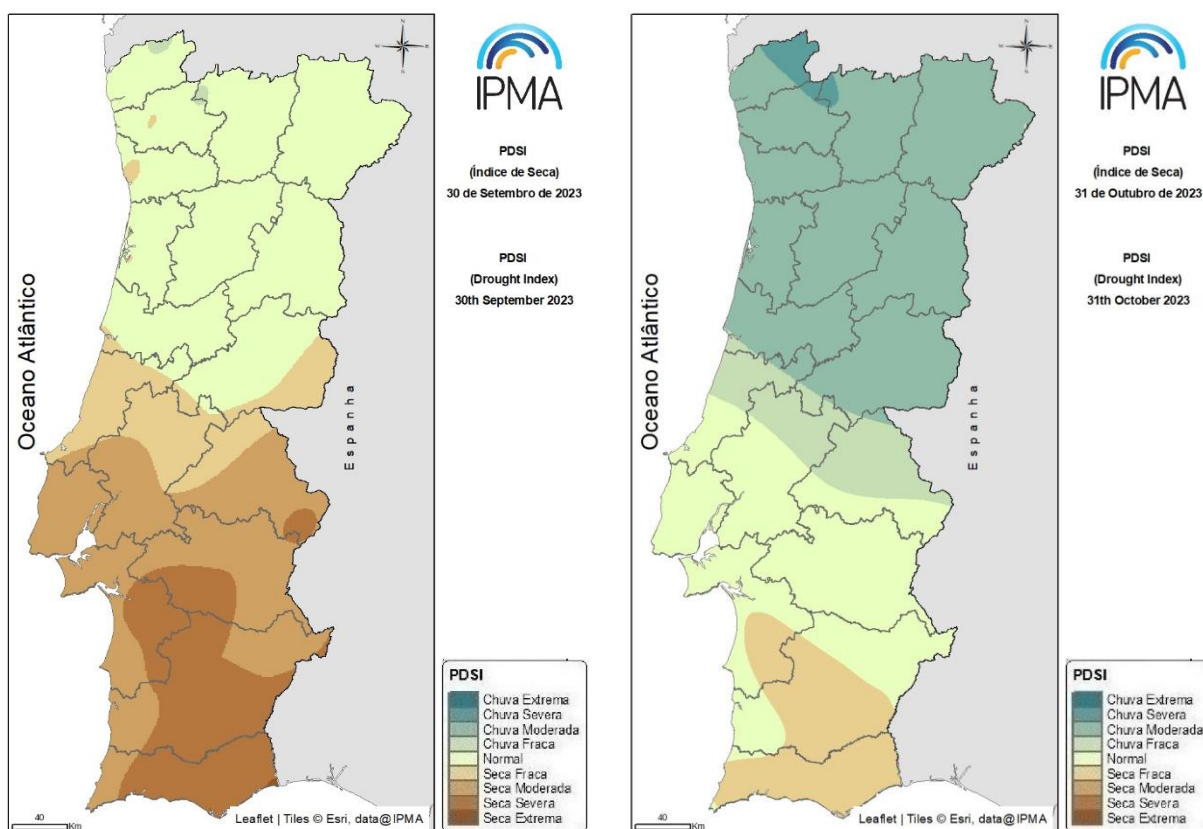 N
W
E
S
IPMA
PDSI
(Índice de Seca)
30 de Setembro de 2023
PDSI
(Drought Index)
30th September 2023
Oceano Atlântico
Espanha
PDSI
Chuva Extrema
Chuva Severa
Chuva Moderada
Chuva Fraca
Normal
Seca Fraca
Seca Moderada
Seca Severa
Seca Extrema
40
Km
Leaflet | Tiles © Esri, data@IPMA
N
W
E
S
IPMA
PDSI
(Índice de Seca)
31 de Outubro de 2023
PDSI
(Drought Index)
31th October 2023
Oceano Atlântico
Espanha
PDSI
Chuva Extrema
Chuva Severa
Chuva Moderada
Chuva Fraca
Normal
Seca Fraca
Seca Moderada
Seca Severa
Seca Extrema
40
Km
Leaflet | Tiles © Esri, data@IPMA